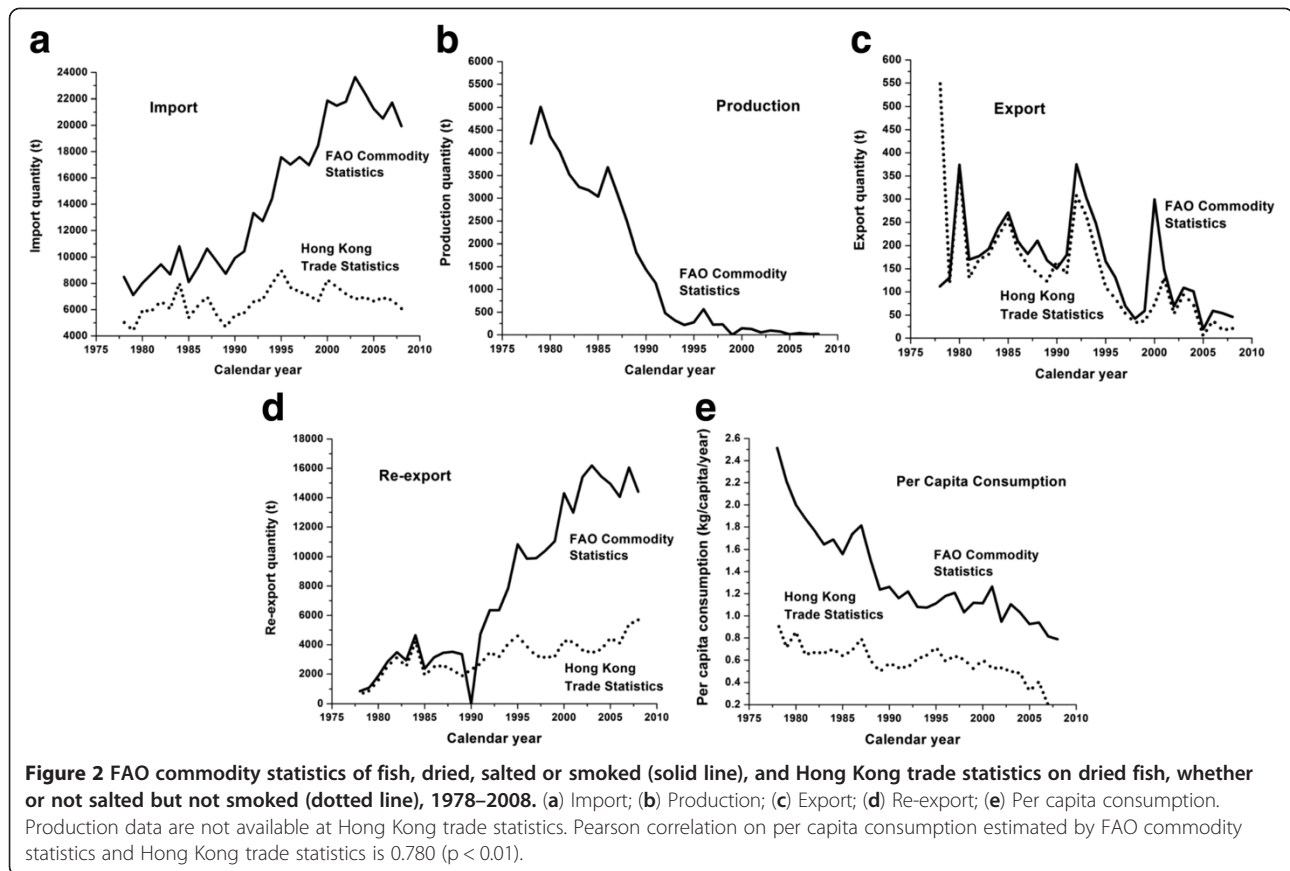 a
Import
Import quantity (t)
24000
22000
20000
18000
16000
14000
12000
10000
8000
6000
4000
FAO Commodity
Statistics
Hong Kong
Trade Statistics
1975 1980 1985 1990 1995 2000 2005 2010
Calendar year
b
Production
Production quantity (t)
6000
5500
5000
4500
4000
3500
3000
2500
2000
1500
1000
500
0
FAO Commodity
Statistics
1975 1980 1985 1990 1995 2000 2005 2010
Calendar year
c
Export
Export quantity (t)
600
550
500
450
400
350
300
250
200
150
100
50
0
FAO Commodity
Statistics
Hong Kong
Trade Statistics
1975 1980 1985 1990 1995 2000 2005 2010
Calendar year
d
Re-export
Re-export quantity (t)
18000
16000
14000
12000
10000
8000
6000
4000
2000
0
FAO Commodity
Statistics
Hong Kong
Trade Statistics
1975 1980 1985 1990 1995 2000 2005 2010
Calendar year
e
Per Capita Consumption
Per capita consumption (kg/capita/year)
2.6
2.4
2.2
2.0
1.8
1.6
1.4
1.2
1.0
0.8
0.6
0.4
0.2
FAO Commodity
Statistics
Hong Kong
Trade Statistics
1975 1980 1985 1990 1995 2000 2005 2010
Calendar year
Figure 2 FAO commodity statistics of fish, dried, salted or smoked (solid line), and Hong Kong trade statistics on dried fish, whether
or not salted but not smoked (dotted line), 1978–2008. (a) Import; (b) Production; (c) Export; (d) Re-export; (e) Per capita consumption.
Production data are not available at Hong Kong trade statistics. Pearson correlation on per capita consumption estimated by FAO commodity
statistics and Hong Kong trade statistics is 0.780 (p < 0.01).